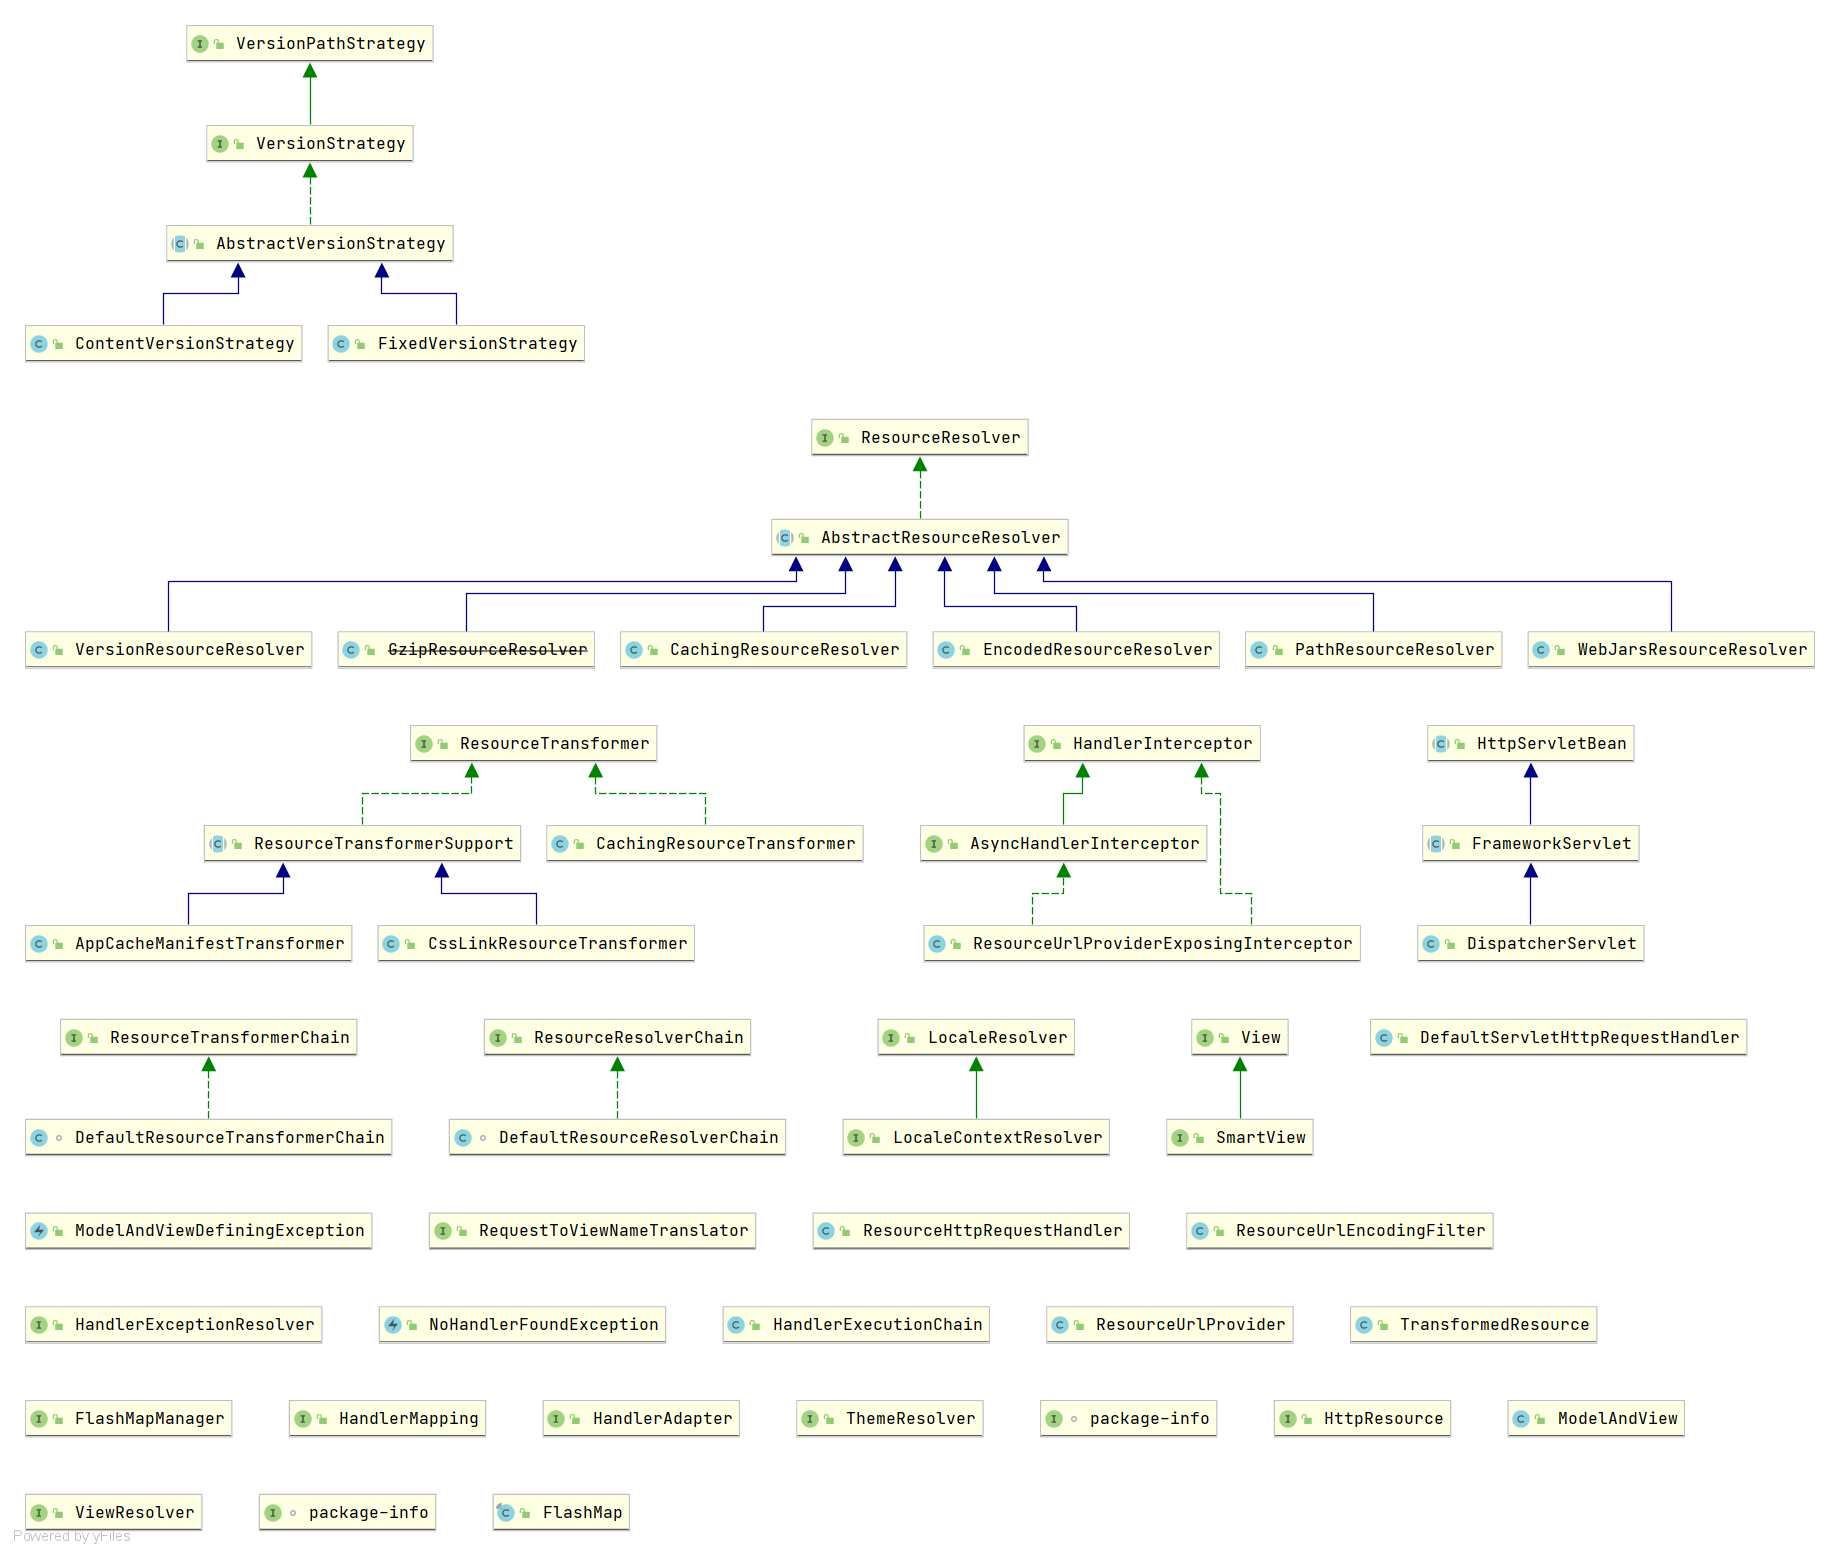 VersionPathStrategy
VersionStrategy
AbstractVersionStrategy
ContentVersionStrategy
FixedVersionStrategy
ResourceResolver
AbstractResourceResolver
VersionResourceResolver
GzipResourceResolver
CachingResourceResolver
EncodedResourceResolver
PathResourceResolver
WebJarsResourceResolver
ResourceTransformer
HandlerInterceptor
HttpServletBean
ResourceTransformerSupport
CachingResourceTransformer
AsyncHandlerInterceptor
FrameworkServlet
AppCacheManifestTransformer
CssLinkResourceTransformer
ResourceUrlProviderExposingInterceptor
DispatcherServlet
ResourceTransformerChain
ResourceResolverChain
LocaleResolver
View
DefaultServletHttpRequestHandler
DefaultResourceTransformerChain
DefaultResourceResolverChain
LocaleContextResolver
SmartView
ModelAndViewDefiningException
RequestToViewNameTranslator
ResourceHttpRequestHandler
ResourceUrlEncodingFilter
HandlerExceptionResolver
NoHandlerFoundException
HandlerExecutionChain
ResourceUrlProvider
TransformedResource
FlashMapManager
HandlerMapping
HandlerAdapter
ThemeResolver
package-info
HttpResource
ModelAndView
ViewResolver
package-info
FlashMap
Powered by yFiles